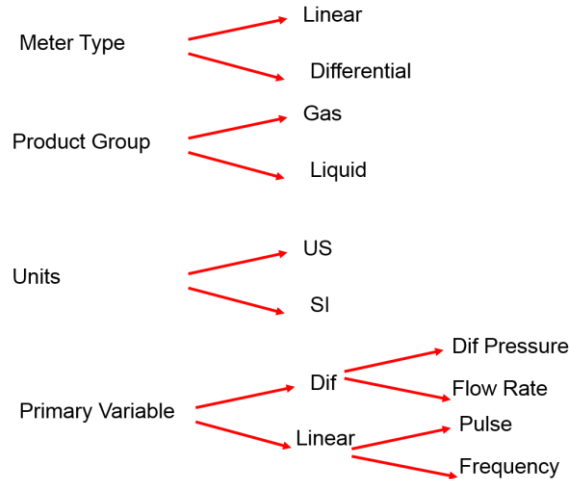 Linear
Meter Type
Differential
Gas
Product Group
Liquid
US
Units
SI
Dif Pressure
Dif
Flow Rate
Primary Variable
Pulse
Linear
Frequency